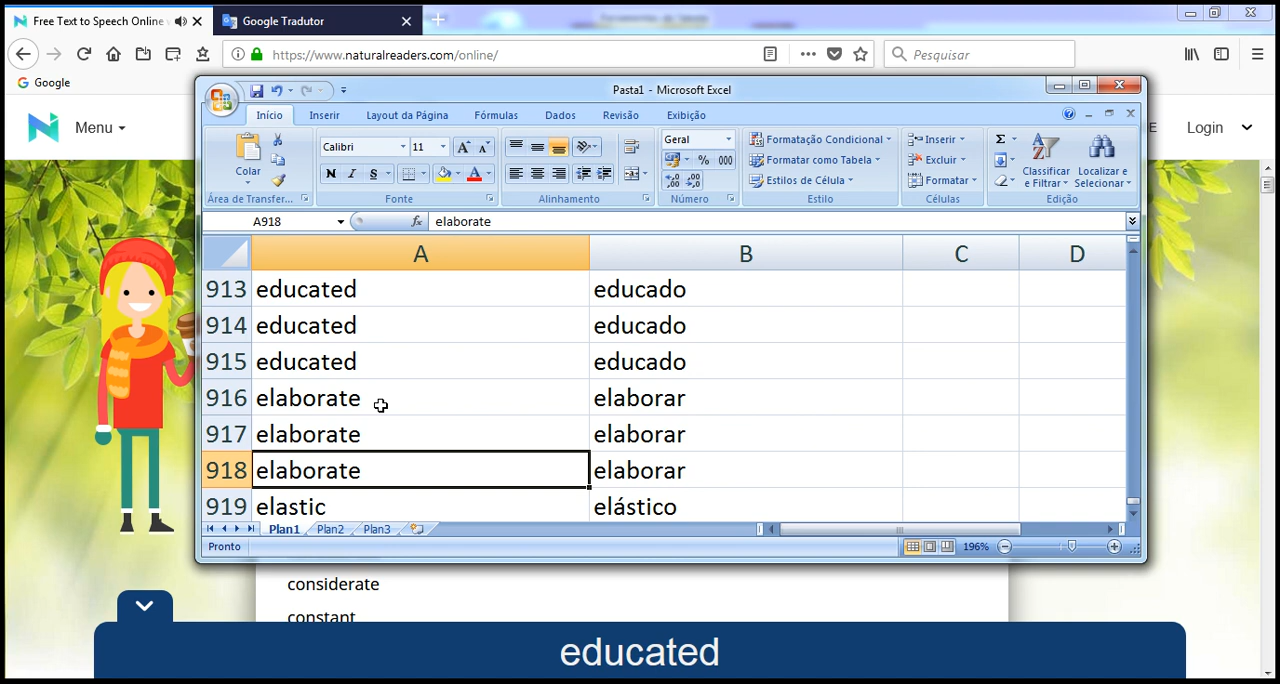 Free Text to Speech Online
Google Tradutor
https://www.naturalreaders.com/online/
Pesquisar
Google
Menu
E
Login
Pasta1 - Microsoft Excel
Início Inserir Layout da Página Fórmulas Dados Revisão Exibição
Colar
Área de Transfer...
Calibri 11
N I S
Fonte
Alinhamento
Geral
% 000
Número
Formatação Condicional
Formatar como Tabela
Estilos de Célula
Estilo
Inserir
Excluir
Formatar
Células
Σ
Classificar e Filtrar
Localizar e Selecionar
Edição
A918 fx elaborate
A B C D
913 educated educado
914 educated educado
915 educated educado
916 elaborate elaborar
917 elaborate elaborar
918 elaborate elaborar
919 elastic elástico
Plan1 Plan2 Plan3
Pronto 196%
considerate
constant
educated